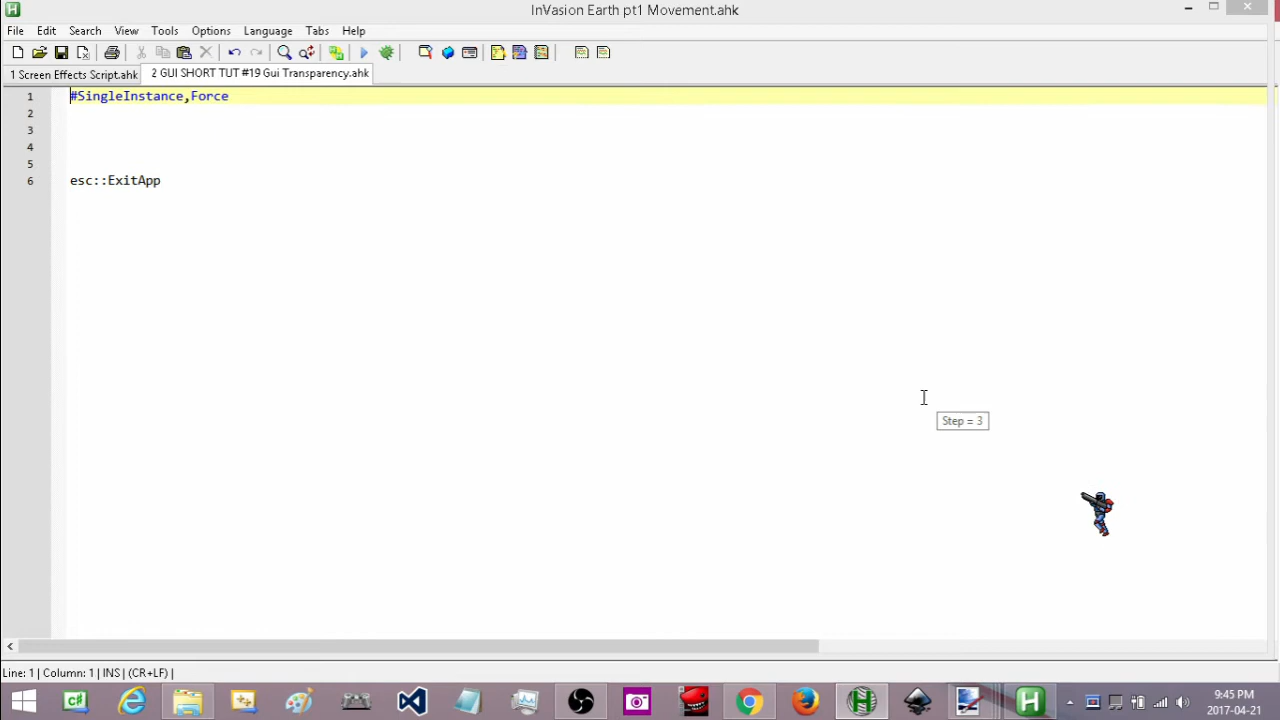 InVasion Earth pt1 Movement.ahk
File Edit Search View Tools Options Language Tabs Help
1 Screen Effects Script.ahk 2 GUI SHORT TUT #19 Gui Transparency.ahk
1 #SingleInstance,Force
2
3
4
5
6 esc::ExitApp
Step = 3
Line: 1 | Column: 1 | INS | (CR+LF) |
9:45 PM
2017-04-21